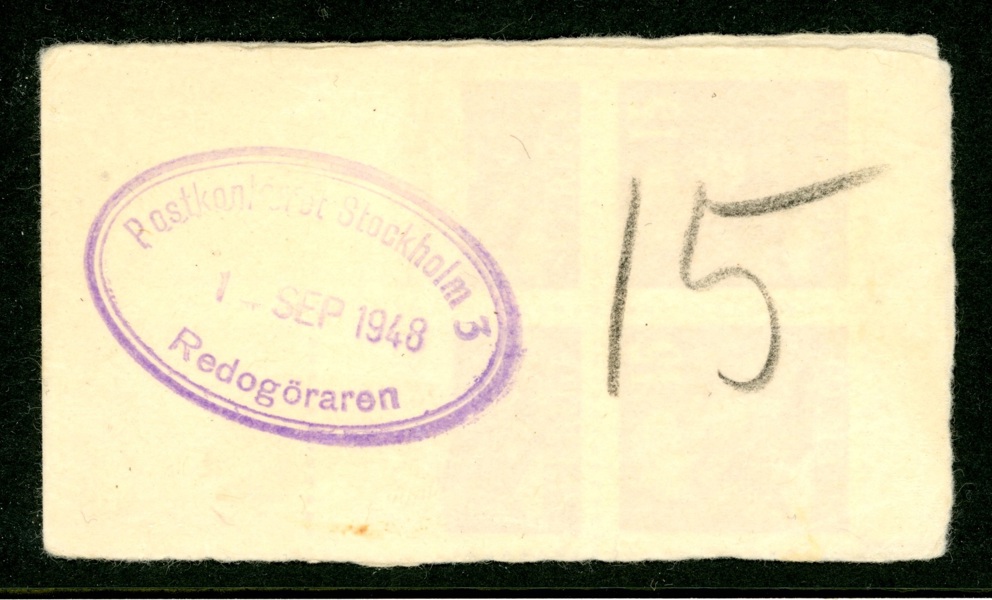 Postkontoret Stockholm 3
1 - SEP 1948
Redogöraren
15